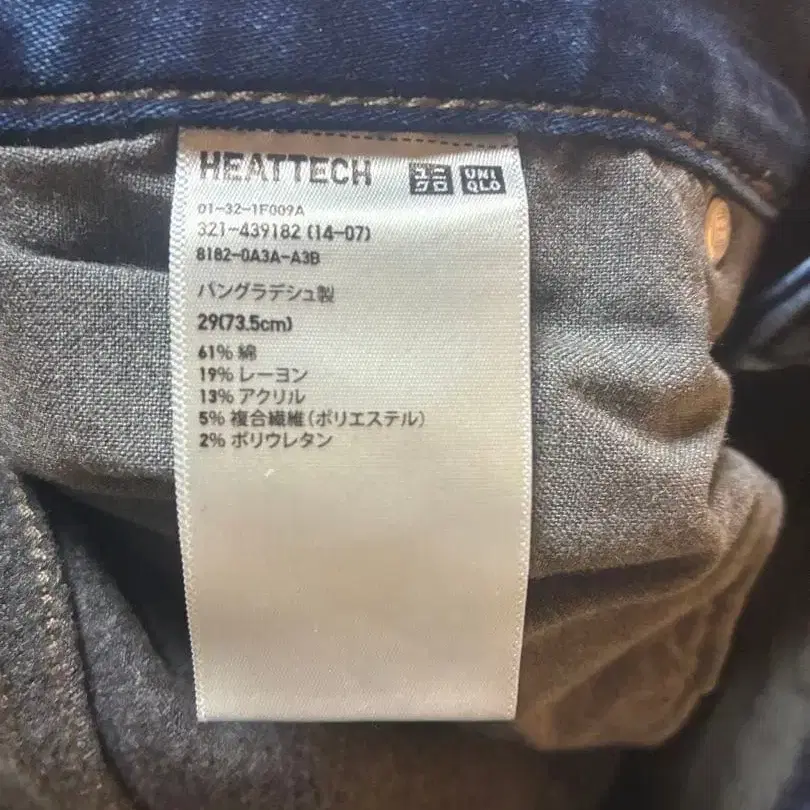 HEATTECH ユニクロ UNIQLO
01-32-1F009A
321-439182 (14-07)
8182-0A3A-A3B
バングラデシュ製
29(73.5cm)
61% 綿
19% レーヨン
13% アクリル
5% 複合繊維(ポリエステル)
2% ポリウレタン